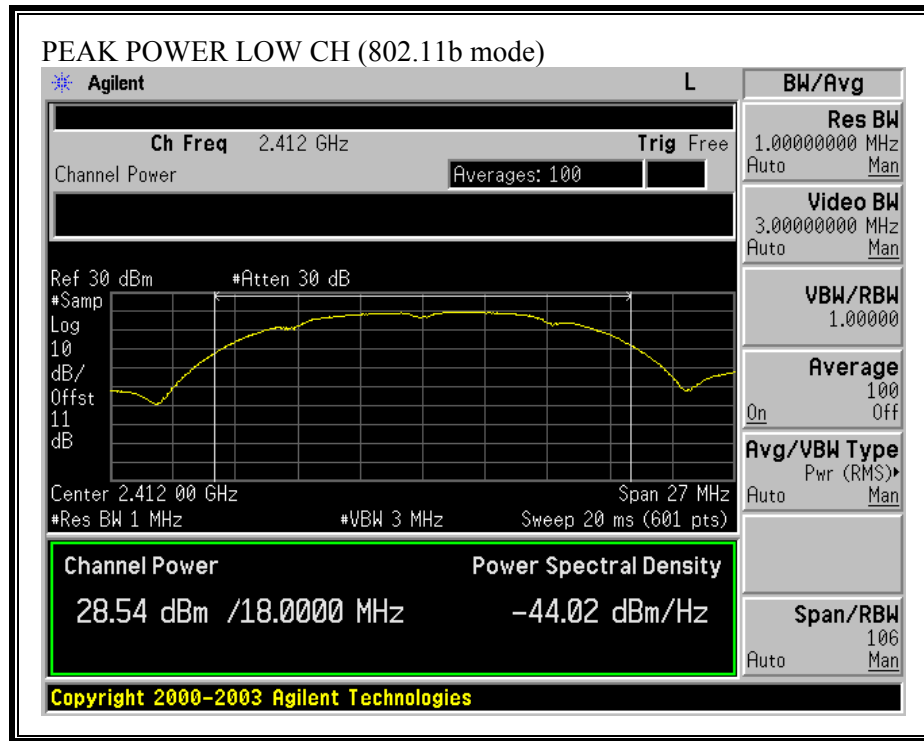 PEAK POWER LOW CH (802.11b mode)
Agilent L
Ch Freq 2.412 GHz Trig Free
Channel Power Averages: 100
Ref 30 dBm #Atten 30 dB
#Samp
Log
10
dB/
Offst
11
dB
Center 2.412 00 GHz Span 27 MHz
#Res BW 1 MHz #VBW 3 MHz Sweep 20 ms (601 pts)
Channel Power Power Spectral Density
28.54 dBm /18.0000 MHz -44.02 dBm/Hz
Copyright 2000-2003 Agilent Technologies
BW/Avg
Res BW
1.00000000 MHz
Auto Man
Video BW
3.00000000 MHz
Auto Man
VBW/RBW
1.00000
Average
100
On Off
Avg/VBW Type
Pwr (RMS)▸
Auto Man
Span/RBW
106
Auto Man